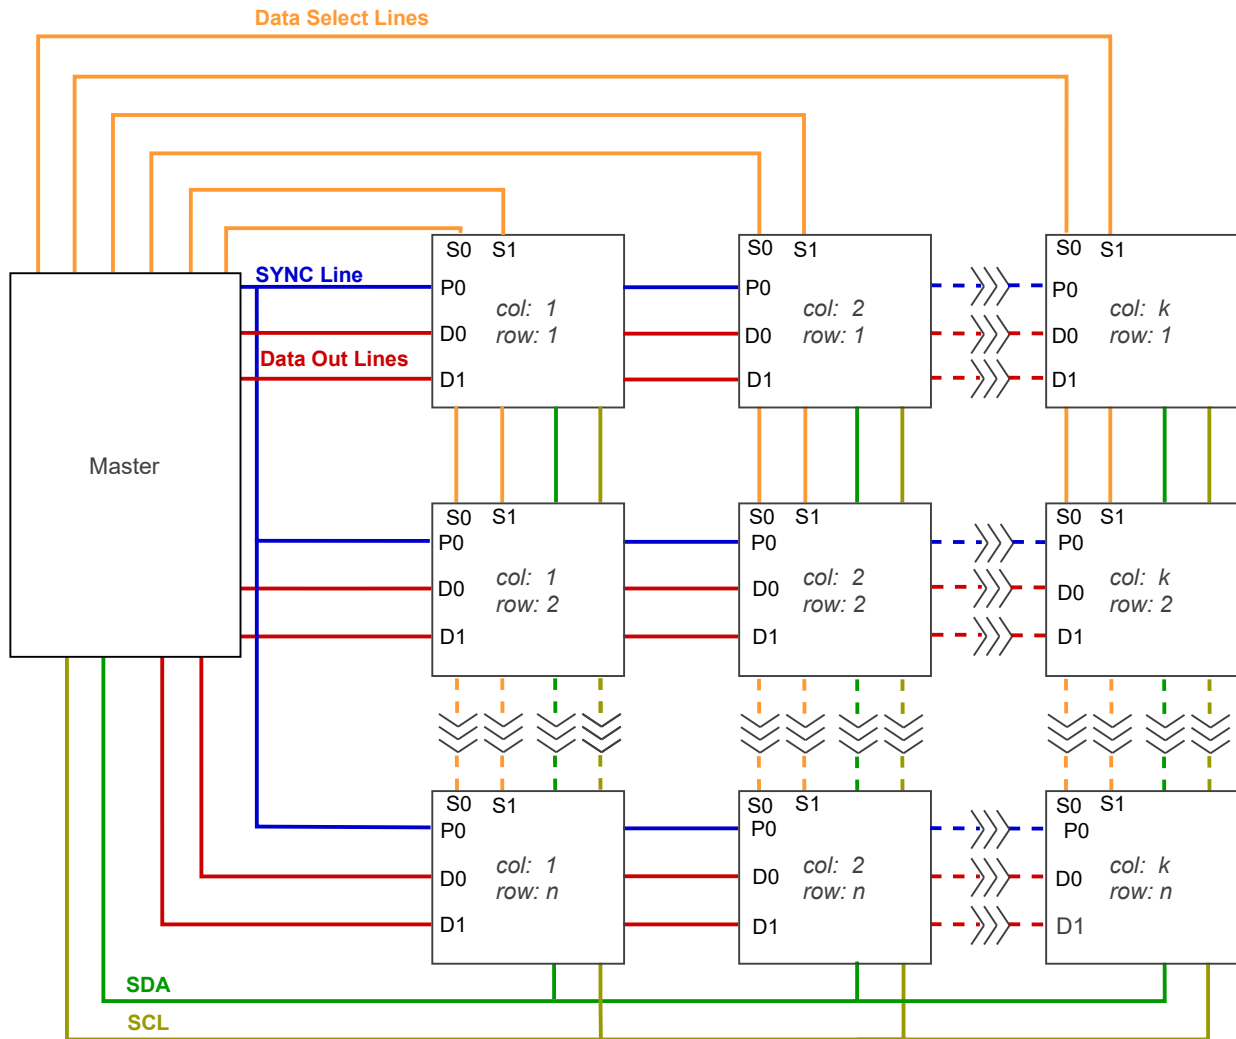 Data Select Lines
S0 S1
S0 S1
S0 S1
SYNC Line
P0
P0
P0
col: 1
row: 1
col: 2
row: 1
col: k
row: 1
D0
D0
D0
Data Out Lines
D1
D1
D1
Master
S0 S1
S0 S1
S0 S1
P0
P0
P0
col: 1
row: 2
col: 2
row: 2
col: k
row: 2
D0
D0
D0
D1
D1
D1
S0 S1
S0 S1
S0 S1
P0
P0
P0
col: 1
row: n
col: 2
row: n
col: k
row: n
D0
D0
D0
D1
D1
D1
SDA
SCL